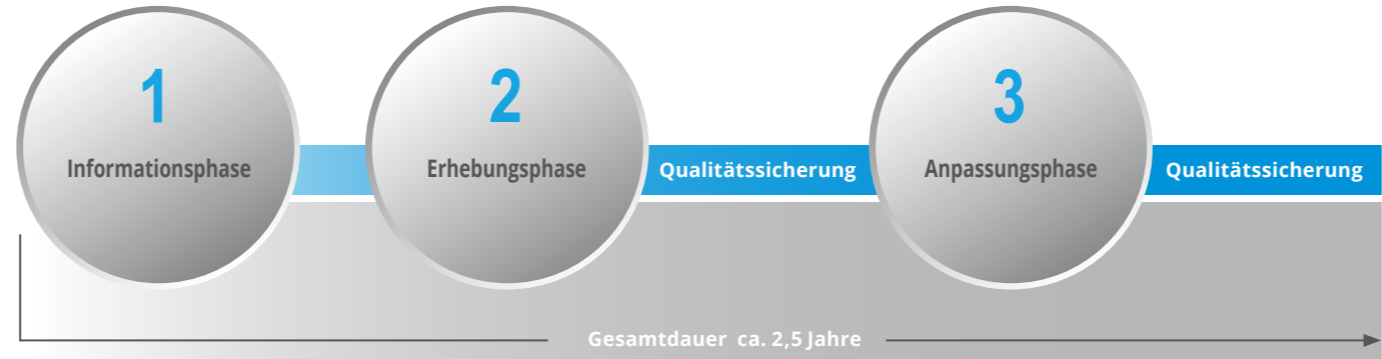 1
Informationsphase
2
Erhebungsphase
Qualitätssicherung
3
Anpassungsphase
Qualitätssicherung
Gesamtdauer ca. 2,5 Jahre